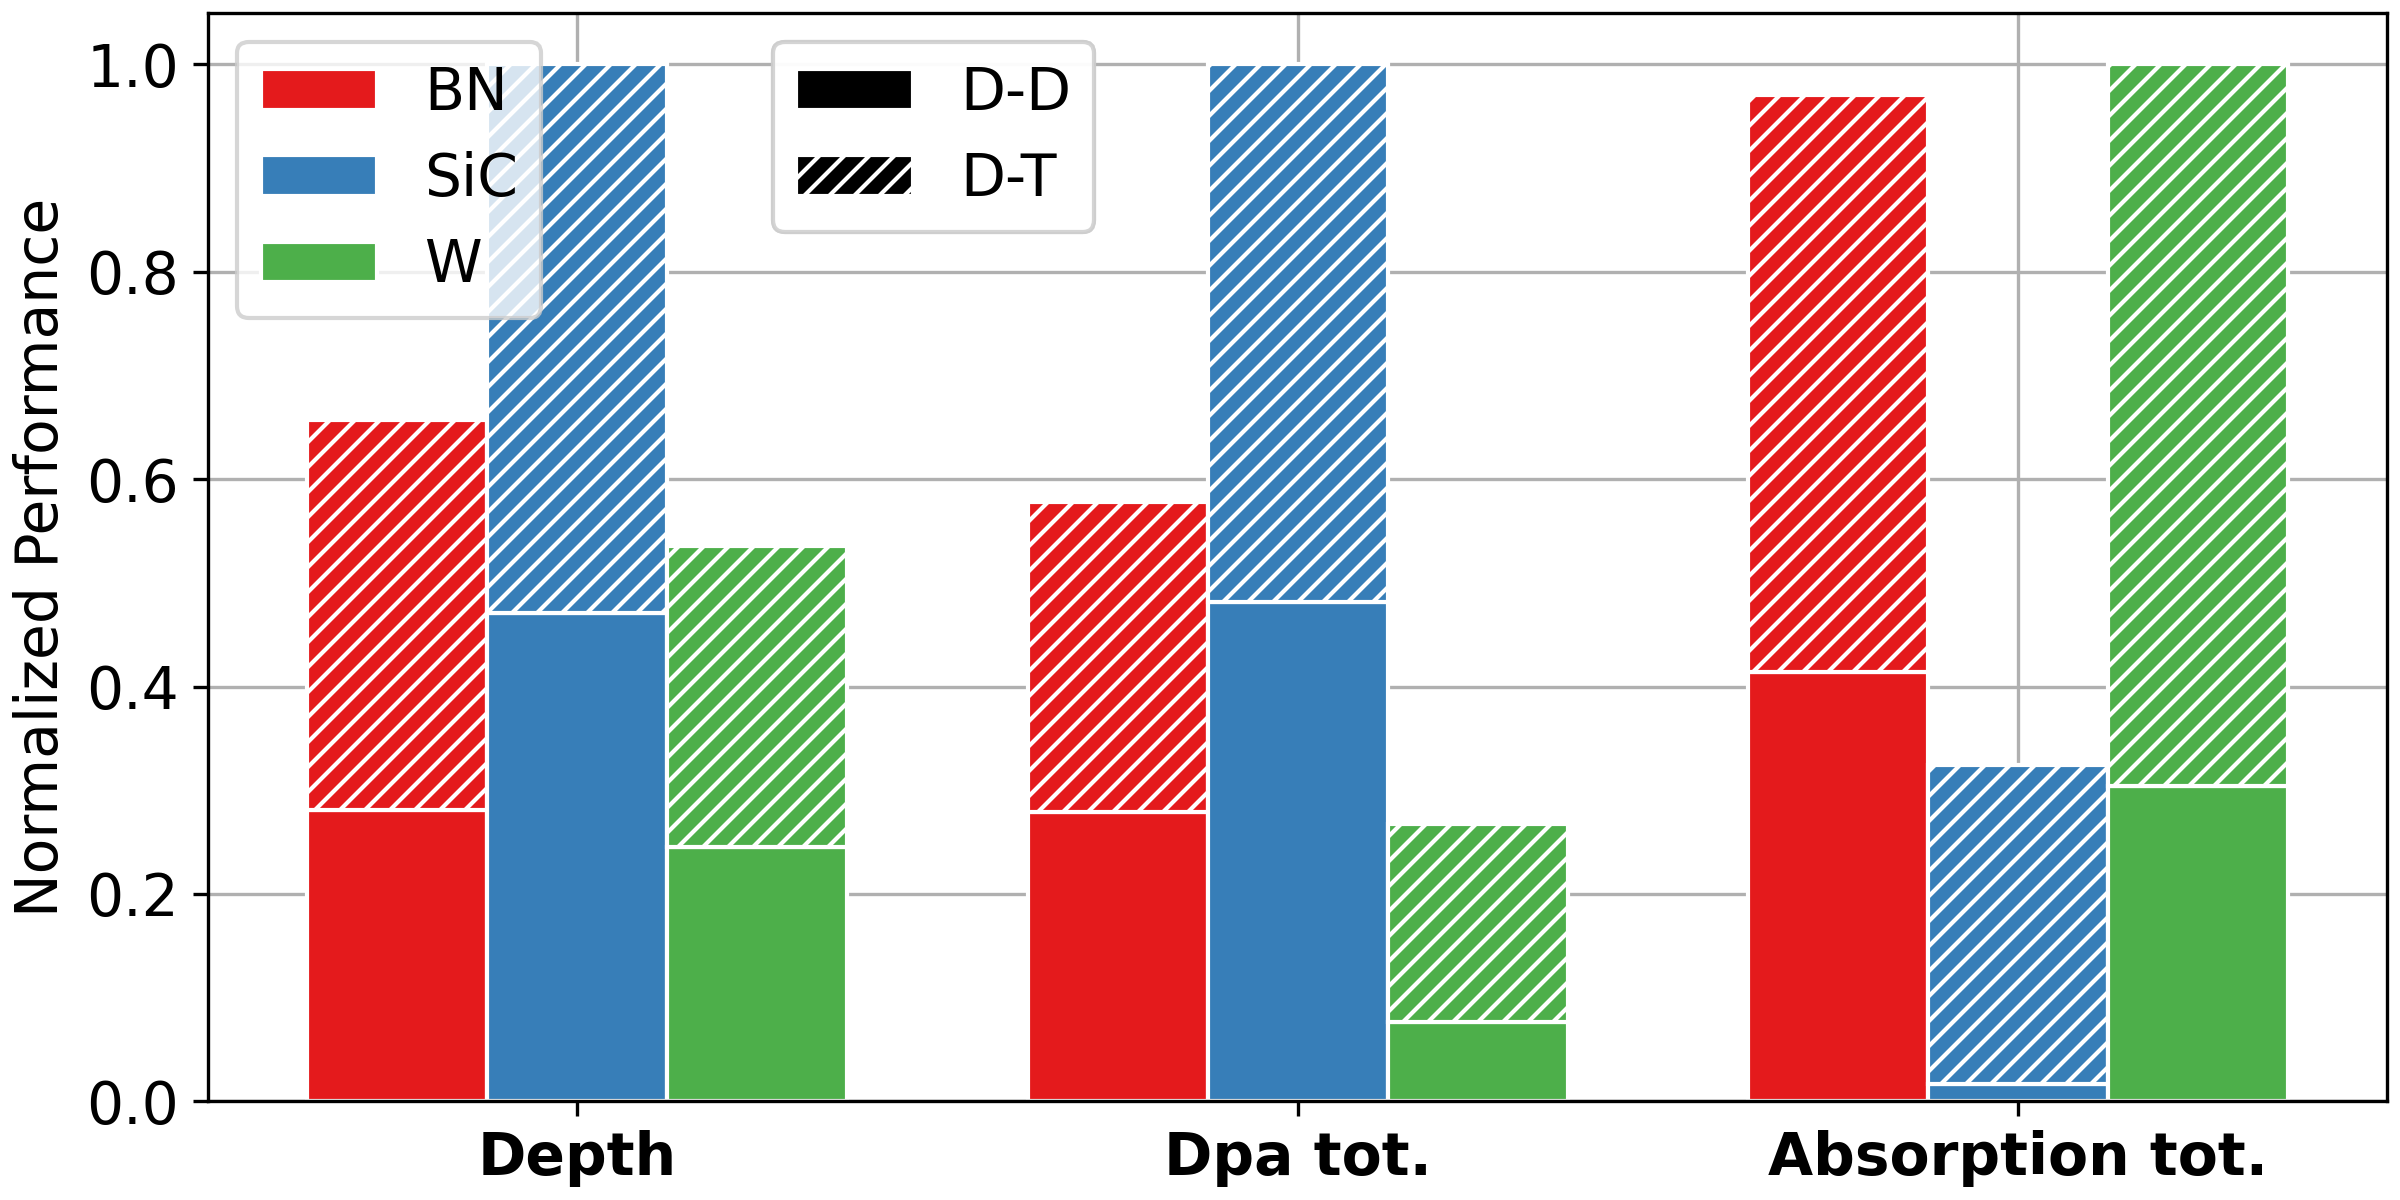 Normalized Performance
1.0
0.8
0.6
0.4
0.2
0.0
BN
SiC
W
D-D
D-T
Depth
Dpa tot.
Absorption tot.